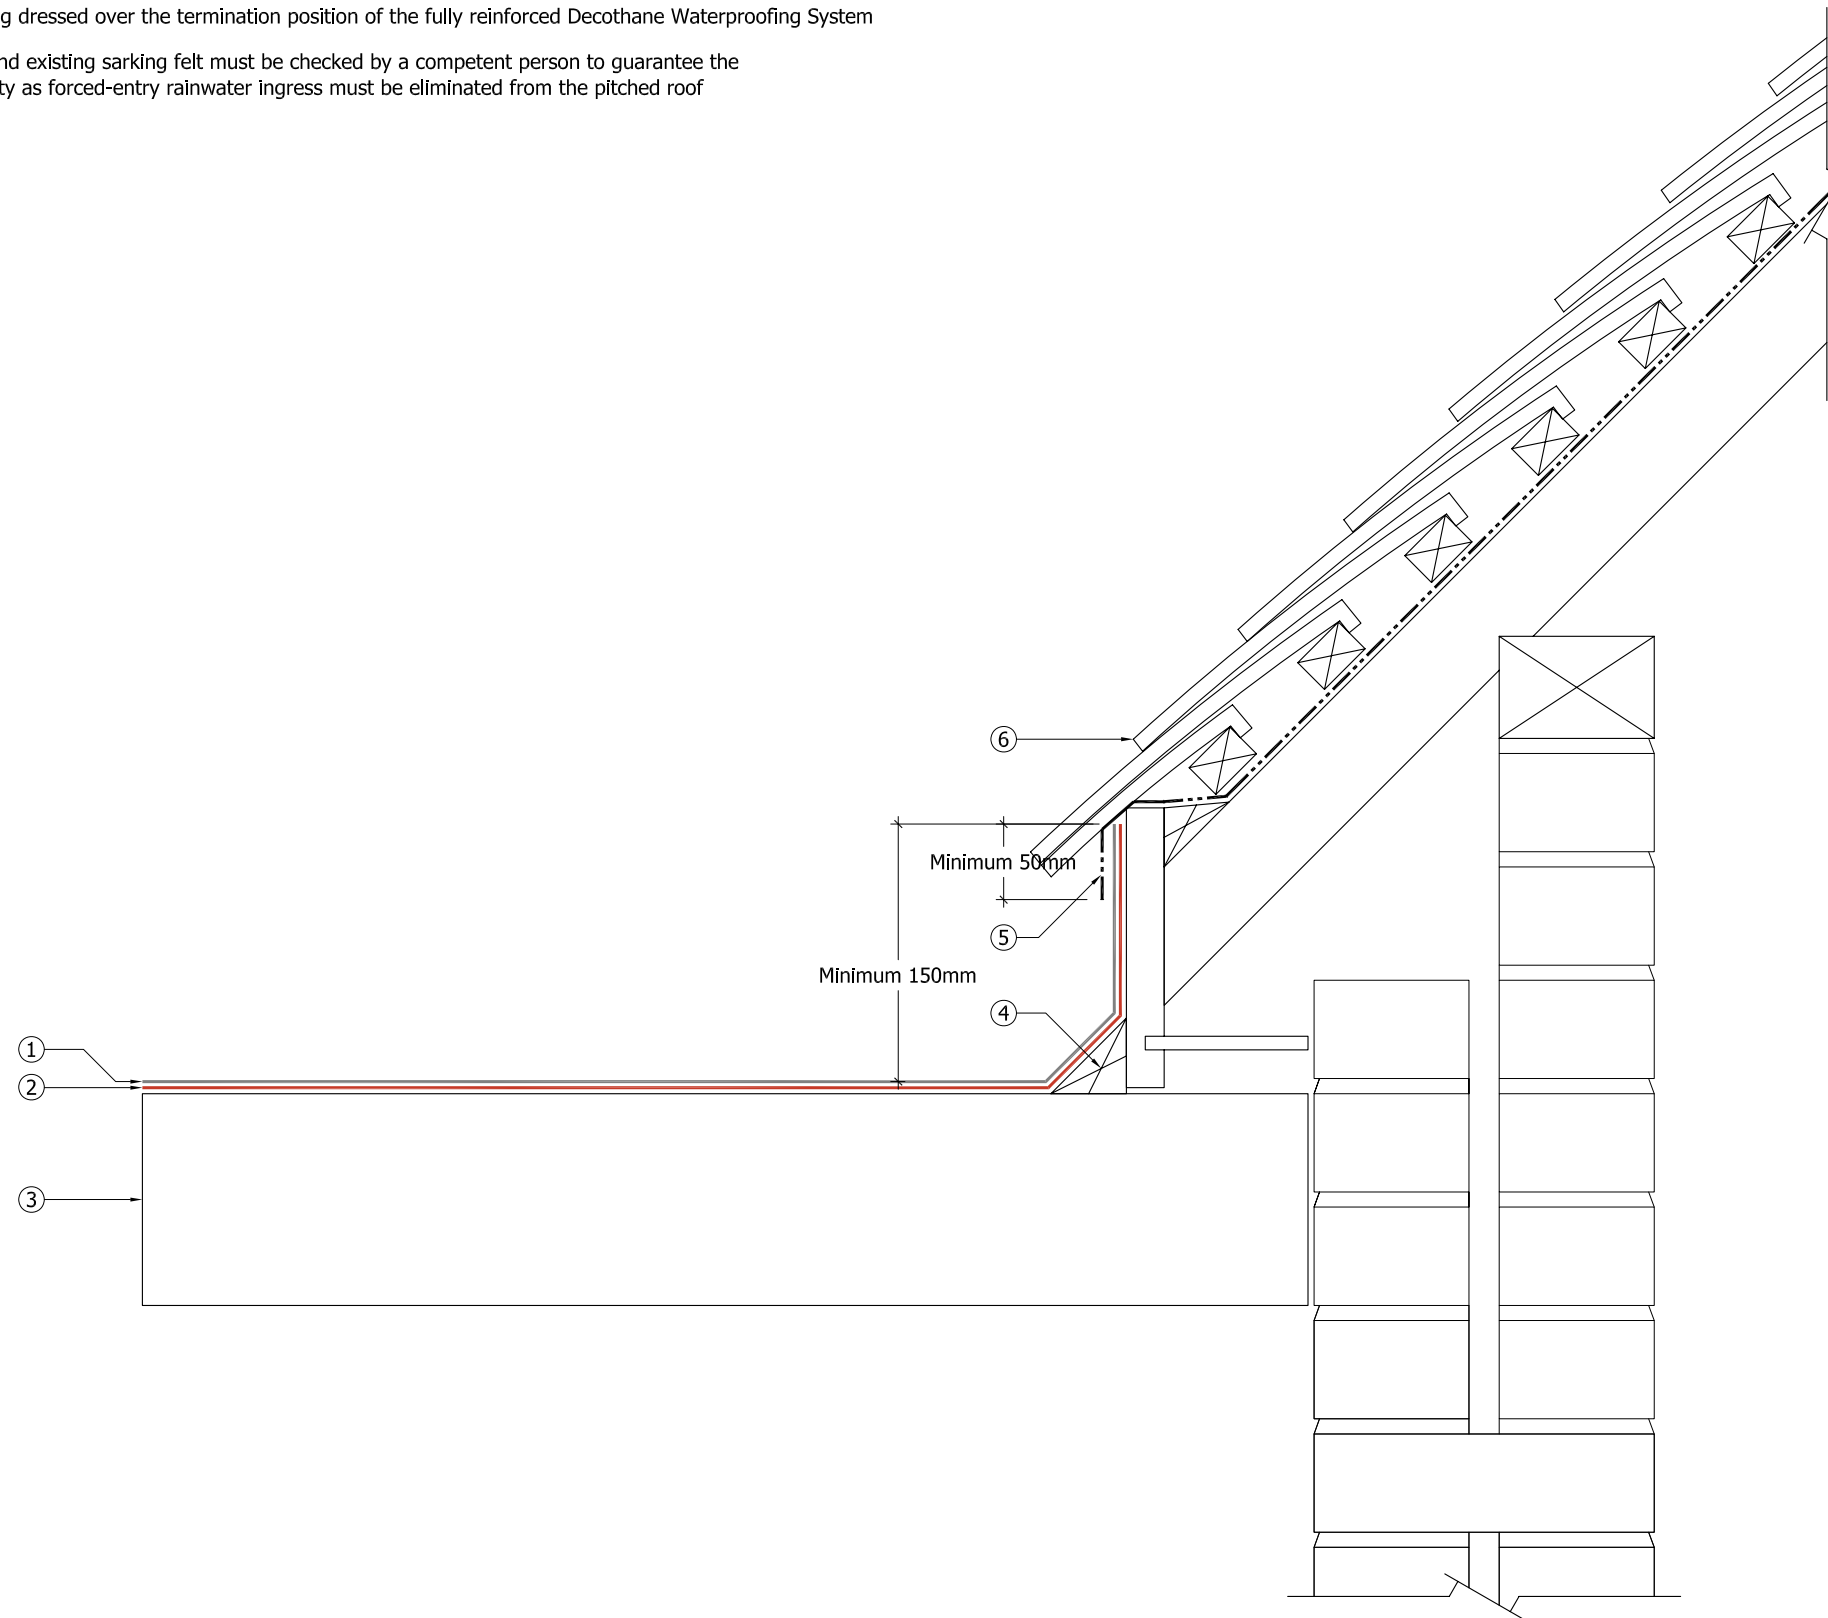 g dressed over the termination position of the fully reinforced Decothane Waterproofing System
nd existing sarking felt must be checked by a competent person to guarantee the
ty as forced-entry rainwater ingress must be eliminated from the pitched roof
6
Minimum 50mm
5
Minimum 150mm
4
1
2
3